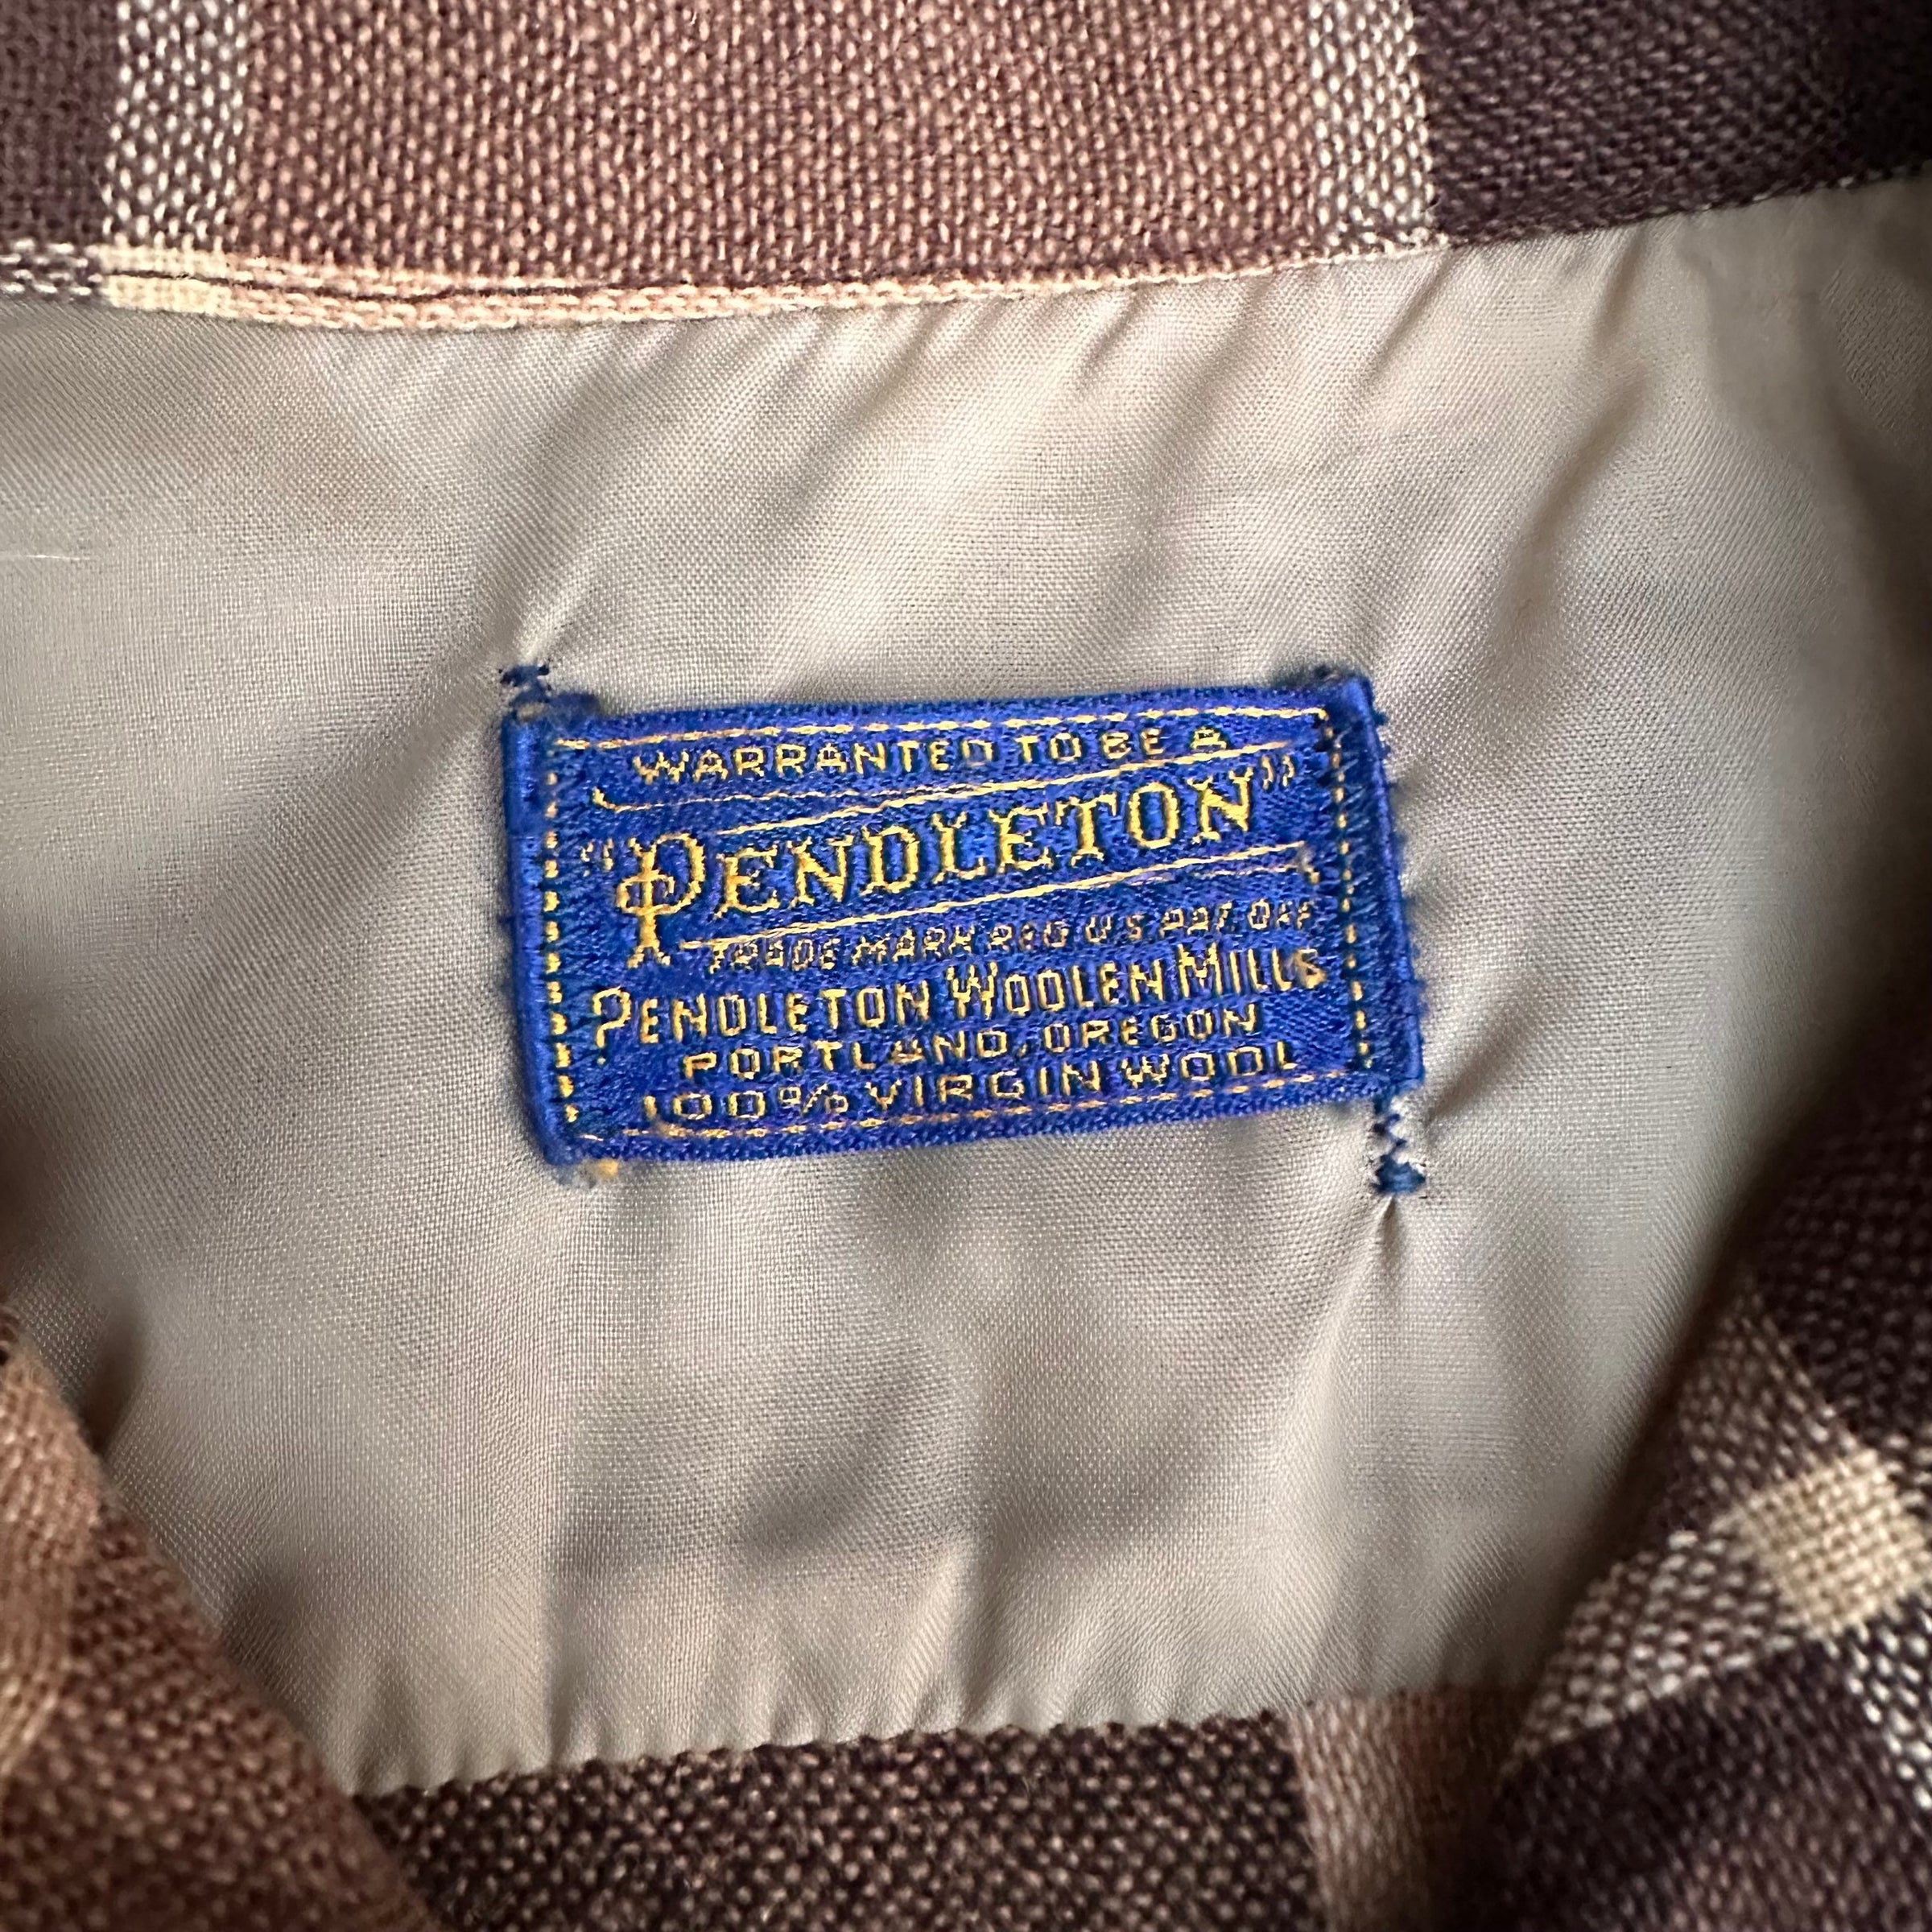 WARRANTED TO BE A
"PENDLETON"
TRADE MARK REG. U.S. PAT. OFF.
PENDLETON WOOLEN MILLS
PORTLAND, OREGON
100% VIRGIN WOOL